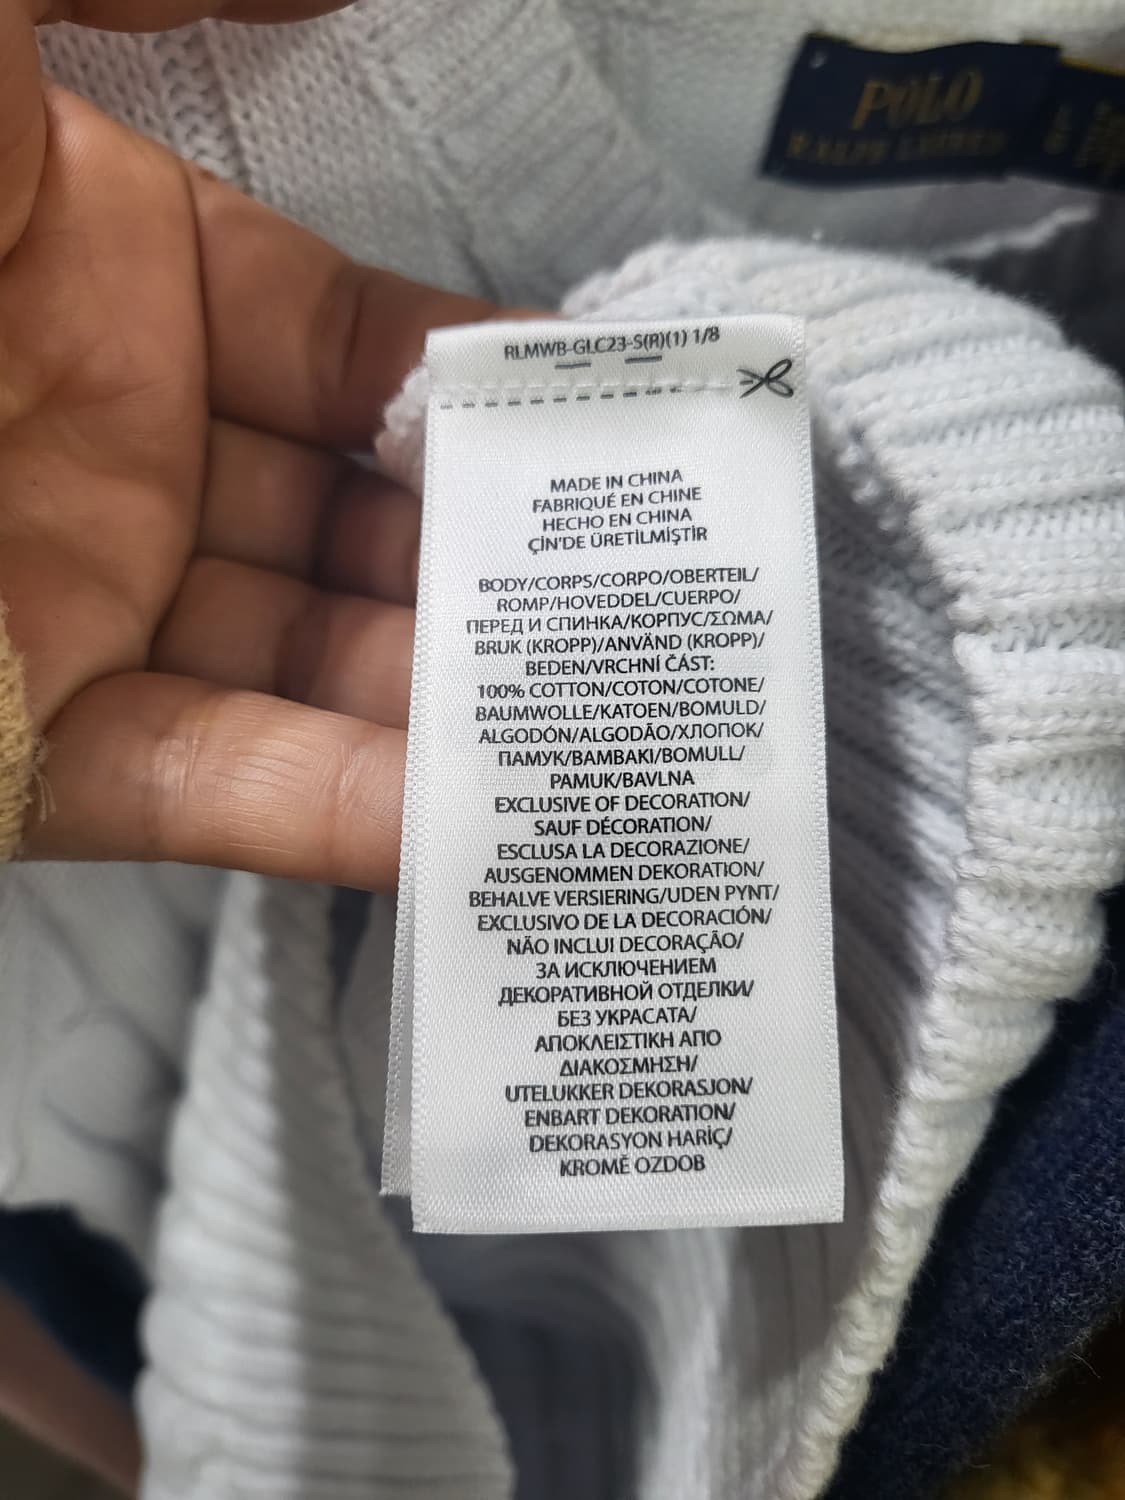 POLO
RALPH LAUREN
RLMWB-GLC23-S(R)(1) 1/8
MADE IN CHINA
FABRIQUÉ EN CHINE
HECHO EN CHINA
ÇİN'DE ÜRETİLMİŞTİR
BODY/CORPS/CORPO/OBERTEIL/
ROMP/HOVEDDEL/CUERPO/
ПЕРЕД И СПИНКА/КОРПУС/ΣΩΜΑ/
BRUK (KROPP)/ANVÄND (KROPP)/
BEDEN/VRCHNÍ ČÁST:
100% COTTON/COTON/COTONE/
BAUMWOLLE/KATOEN/BOMULD/
ALGODÓN/ALGODÃO/ХЛОПОК/
ПАМУК/ΒΑΜΒΑΚΙ/BOMULL/
PAMUK/BAVLNA
EXCLUSIVE OF DECORATION/
SAUF DÉCORATION/
ESCLUSA LA DECORAZIONE/
AUSGENOMMEN DEKORATION/
BEHALVE VERSIERING/UDEN PYNT/
EXCLUSIVO DE LA DECORACIÓN/
NÃO INCLUI DECORAÇÃO/
ЗА ИСКЛЮЧЕНИЕМ
ДЕКОРАТИВНОЙ ОТДЕЛКИ/
БЕЗ УКРАСАТА/
ΑΠΟΚΛΕΙΣΤΙΚΗ ΑΠΟ
ΔΙΑΚΟΣΜΗΣΗ/
UTELUKKER DEKORASJON/
ENBART DEKORATION/
DEKORASYON HARİÇ/
KROMĚ OZDOB